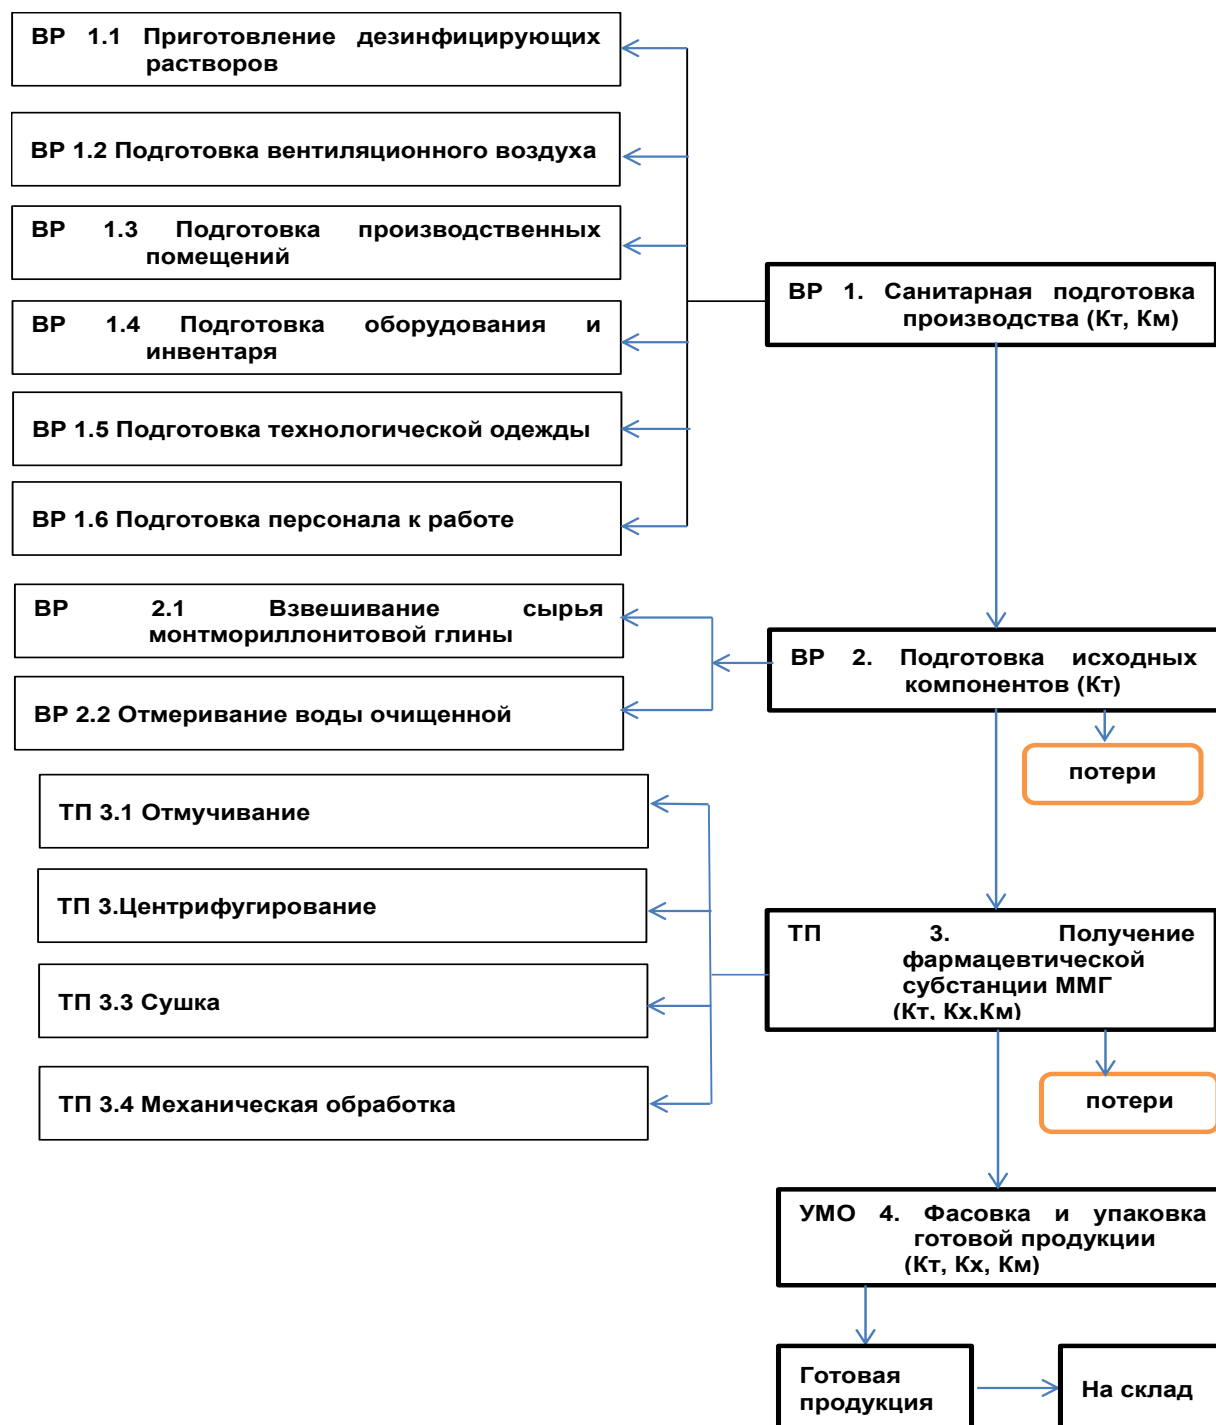 ВР 1.1 Приготовление дезинфицирующих
растворов
ВР 1.2 Подготовка вентиляционного воздуха
ВР 1.3 Подготовка производственных
помещений
ВР 1.4 Подготовка оборудования и
инвентаря
ВР 1.5 Подготовка технологической одежды
ВР 1.6 Подготовка персонала к работе
ВР 1. Санитарная подготовка
производства (Кт, Км)
ВР 2.1 Взвешивание сырья
монтмориллонитовой глины
ВР 2.2 Отмеривание воды очищенной
ВР 2. Подготовка исходных
компонентов (Кт)
потери
ТП 3.1 Отмучивание
ТП 3.Центрифугирование
ТП 3.3 Сушка
ТП 3.4 Механическая обработка
ТП 3. Получение
фармацевтической
субстанции ММГ
(Кт, Кх,Км)
потери
УМО 4. Фасовка и упаковка
готовой продукции
(Кт, Кх, Км)
Готовая
продукция
На склад